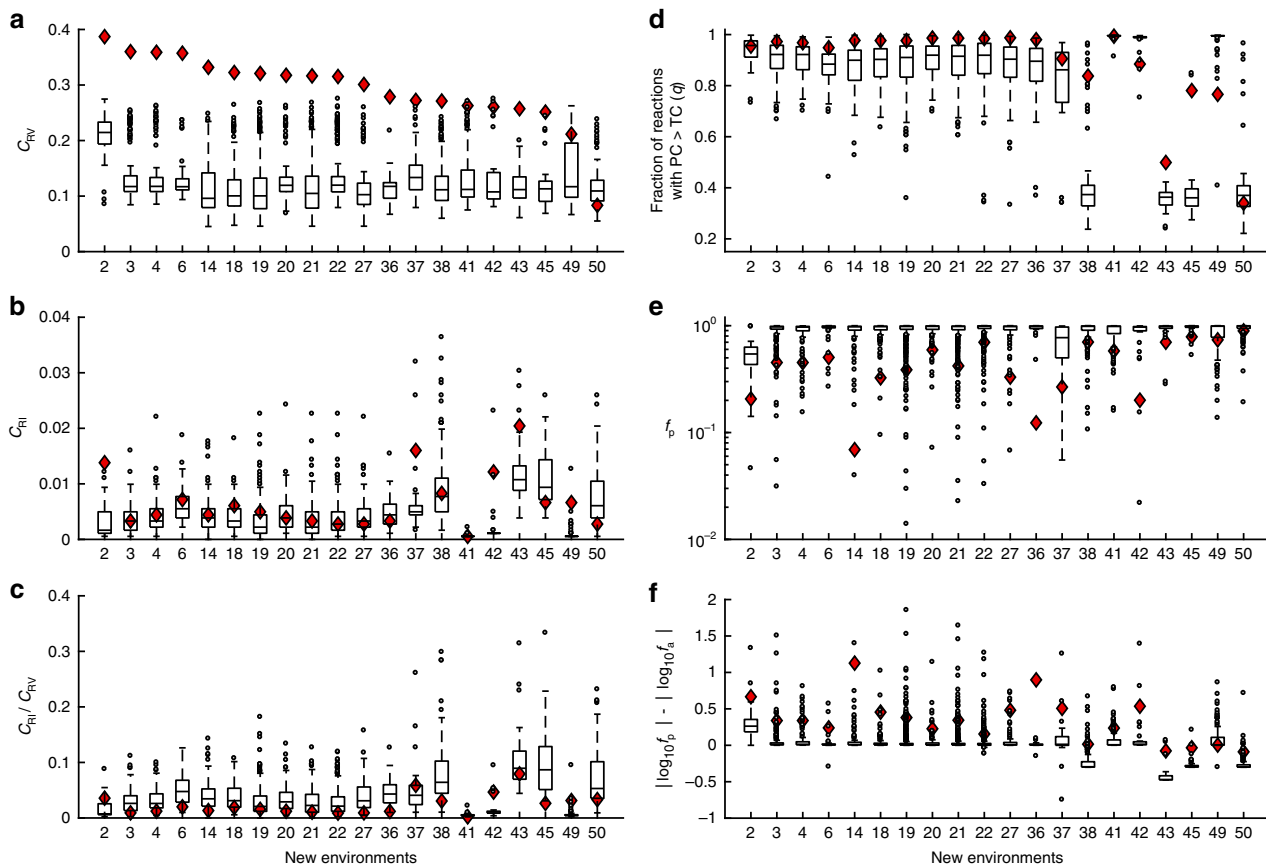 a
0.4
0.3
0.2
0.1
0
C_RV
2 3 4 6 14 18 19 20 21 22 27 36 37 38 41 42 43 45 49 50
b
0.04
0.03
0.02
0.01
0
C_RI
2 3 4 6 14 18 19 20 21 22 27 36 37 38 41 42 43 45 49 50
c
0.4
0.3
0.2
0.1
0
C_RI / C_RV
2 3 4 6 14 18 19 20 21 22 27 36 37 38 41 42 43 45 49 50
New environments
d
1
0.8
0.6
0.4
0.2
Fraction of reactions
with PC > TC (q)
2 3 4 6 14 18 19 20 21 22 27 36 37 38 41 42 43 45 49 50
e
10⁰
10⁻¹
10⁻²
f_p
2 3 4 6 14 18 19 20 21 22 27 36 37 38 41 42 43 45 49 50
f
2
1.5
1
0.5
0
−0.5
−1
| log₁₀f_p | - | log₁₀f_a |
2 3 4 6 14 18 19 20 21 22 27 36 37 38 41 42 43 45 49 50
New environments